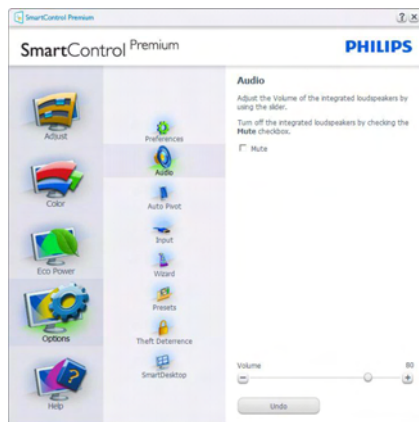 SmartControl Premium
SmartControl Premium
PHILIPS
Adjust
Color
Eco Power
Options
Help
Preferences
Audio
Auto Pivot
Input
Wizard
Presets
Theft Deterrence
SmartDesktop
Audio
Adjust the Volume of the integrated loudspeakers by
using the slider.
Turn off the integrated loudspeakers by checking the
Mute checkbox.
Mute
Volume 80
Undo